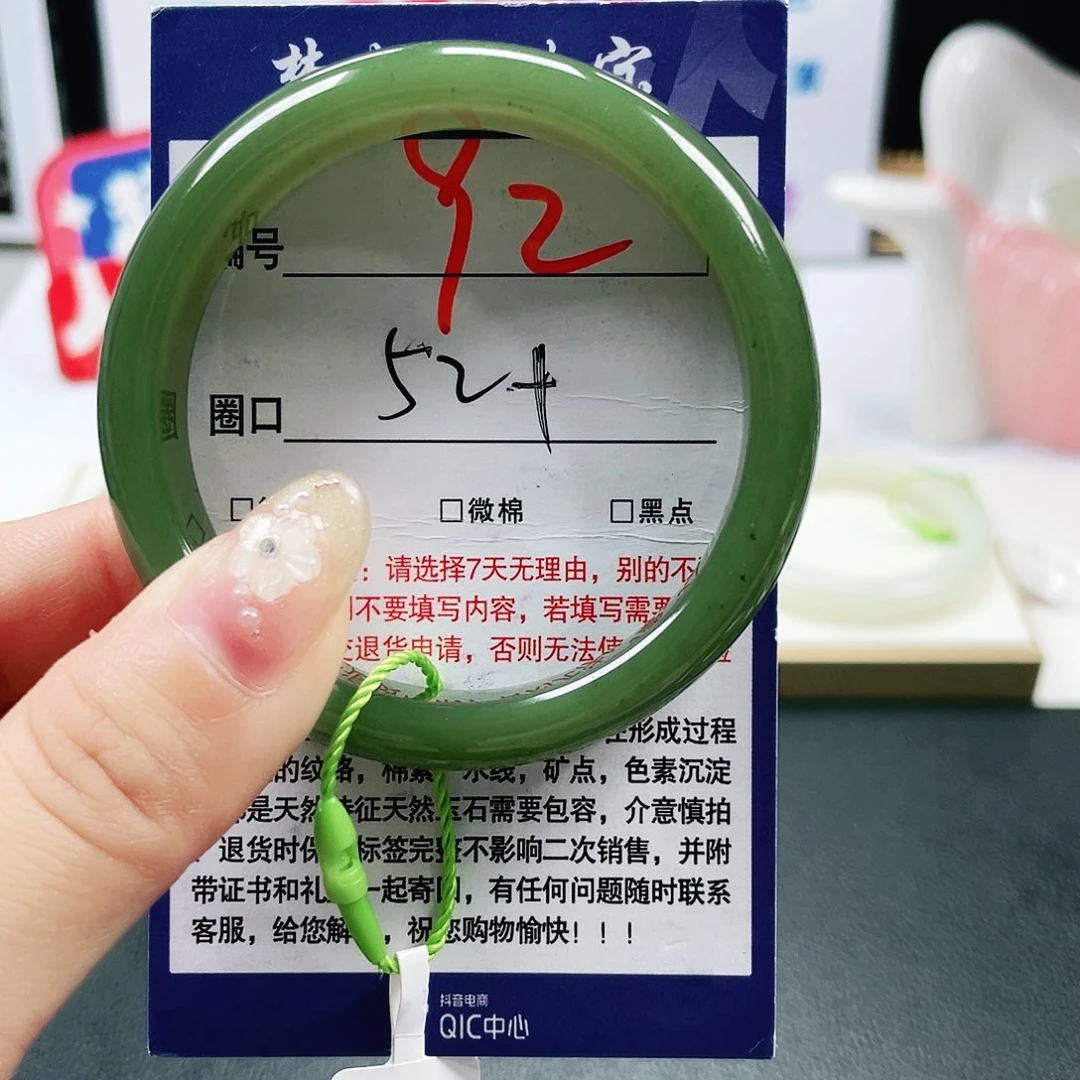 编号 92
圈口 52+
微棉 黑点
：请选择7天无理由，别的不
不要填写内容，若填写需要
退货申请，否则无法使
形成过程
的纹络，棉絮 水线，矿点，色素沉淀
是天然特征天然玉石需要包容，介意慎拍
退货时保 标签完整不影响二次销售，并附
带证书和礼 一起寄回，有任何问题随时联系
客服，给您解 ，祝您购物愉快！！！
抖音电商
QIC中心